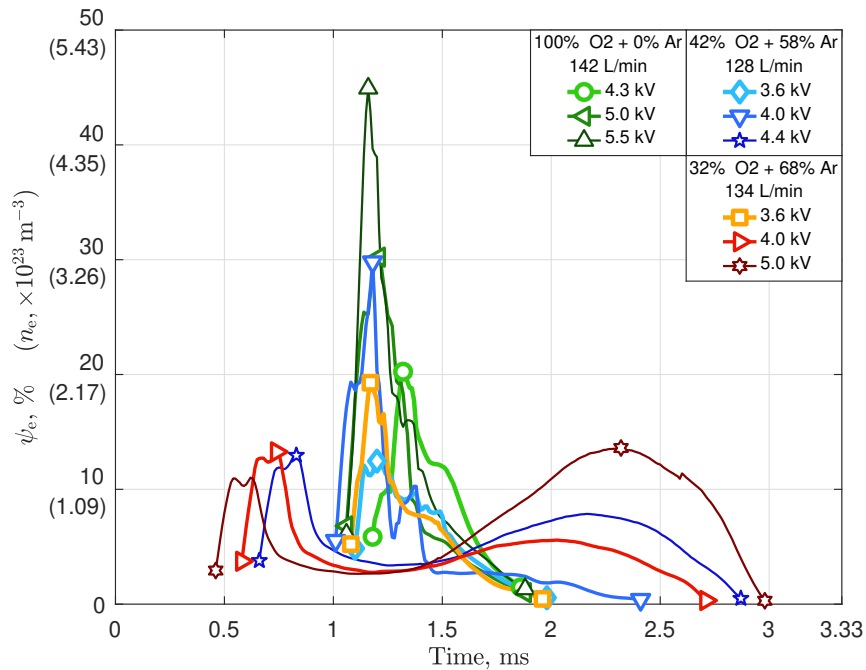 50
(5.43)
40
(4.35)
30
(3.26)
20
(2.17)
10
(1.09)
0
ψe, % (ne, ×10^23 m^−3)
0 0.5 1 1.5 2 2.5 3 3.33
Time, ms
100% O2 + 0% Ar
142 L/min
4.3 kV
5.0 kV
5.5 kV
42% O2 + 58% Ar
128 L/min
3.6 kV
4.0 kV
4.4 kV
32% O2 + 68% Ar
134 L/min
3.6 kV
4.0 kV
5.0 kV